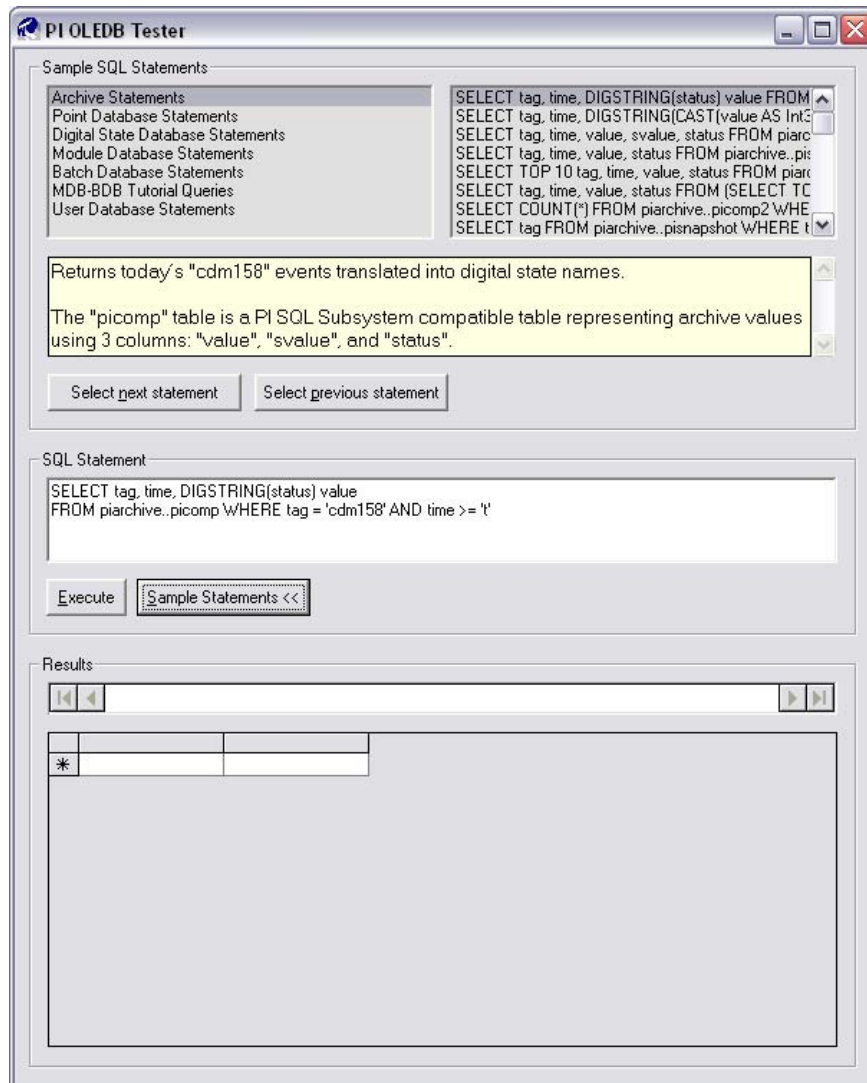 PI OLEDB Tester
Sample SQL Statements
Archive Statements
Point Database Statements
Digital State Database Statements
Module Database Statements
Batch Database Statements
MDB-BDB Tutorial Queries
User Database Statements
SELECT tag, time, DIGSTRING(status) value FROM
SELECT tag, time, DIGSTRING(CAST(value AS Int3
SELECT tag, time, value, svalue, status FROM piarc
SELECT tag, time, value, status FROM piarchive..pis
SELECT TOP 10 tag, time, value, status FROM piarc
SELECT tag, time, value, status FROM (SELECT TC
SELECT COUNT(*) FROM piarchive..picomp2 WHE
SELECT tag FROM piarchive..pisnapshot WHERE t
Returns today´s "cdm158" events translated into digital state names.
The "picomp" table is a PI SQL Subsystem compatible table representing archive values
using 3 columns: "value", "svalue", and "status".
Select next statement
Select previous statement
SQL Statement
SELECT tag, time, DIGSTRING(status) value
FROM piarchive..picomp WHERE tag = 'cdm158' AND time >= 't'
Execute
Sample Statements <<
Results